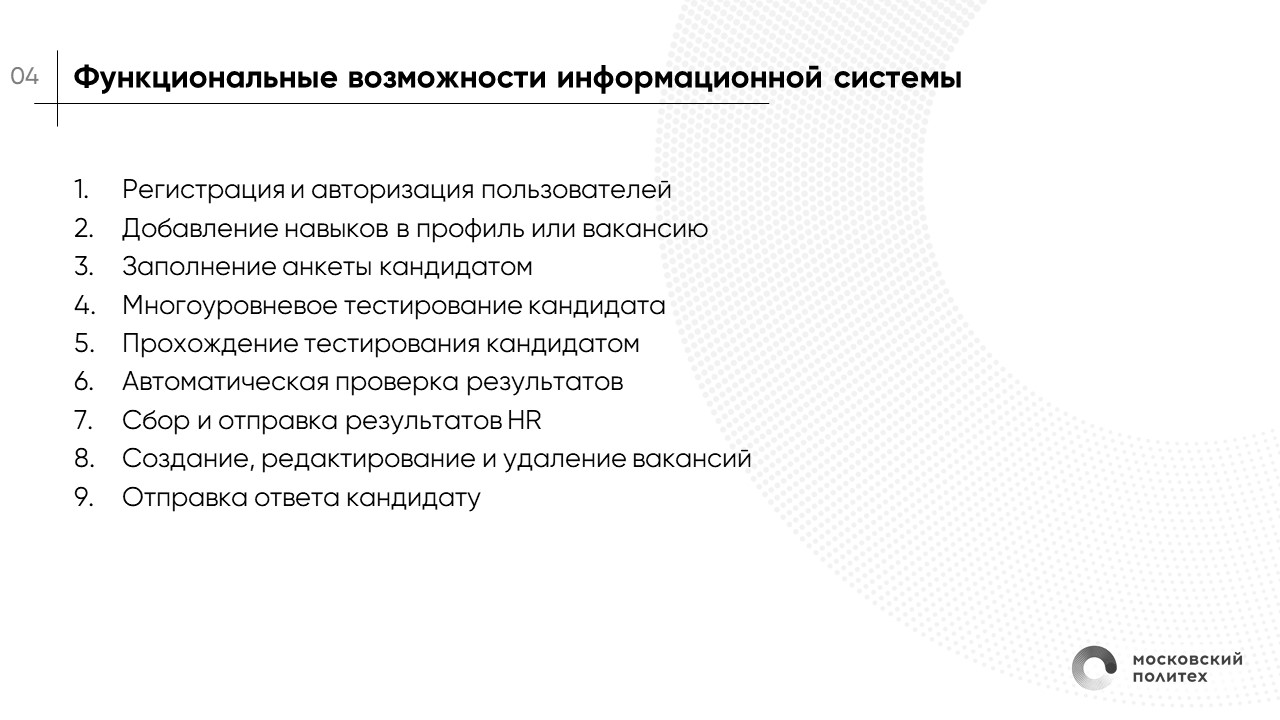 04
Функциональные возможности информационной системы
1. Регистрация и авторизация пользователей
2. Добавление навыков в профиль или вакансию
3. Заполнение анкеты кандидатом
4. Многоуровневое тестирование кандидата
5. Прохождение тестирования кандидатом
6. Автоматическая проверка результатов
7. Сбор и отправка результатов HR
8. Создание, редактирование и удаление вакансий
9. Отправка ответа кандидату
московский
политех